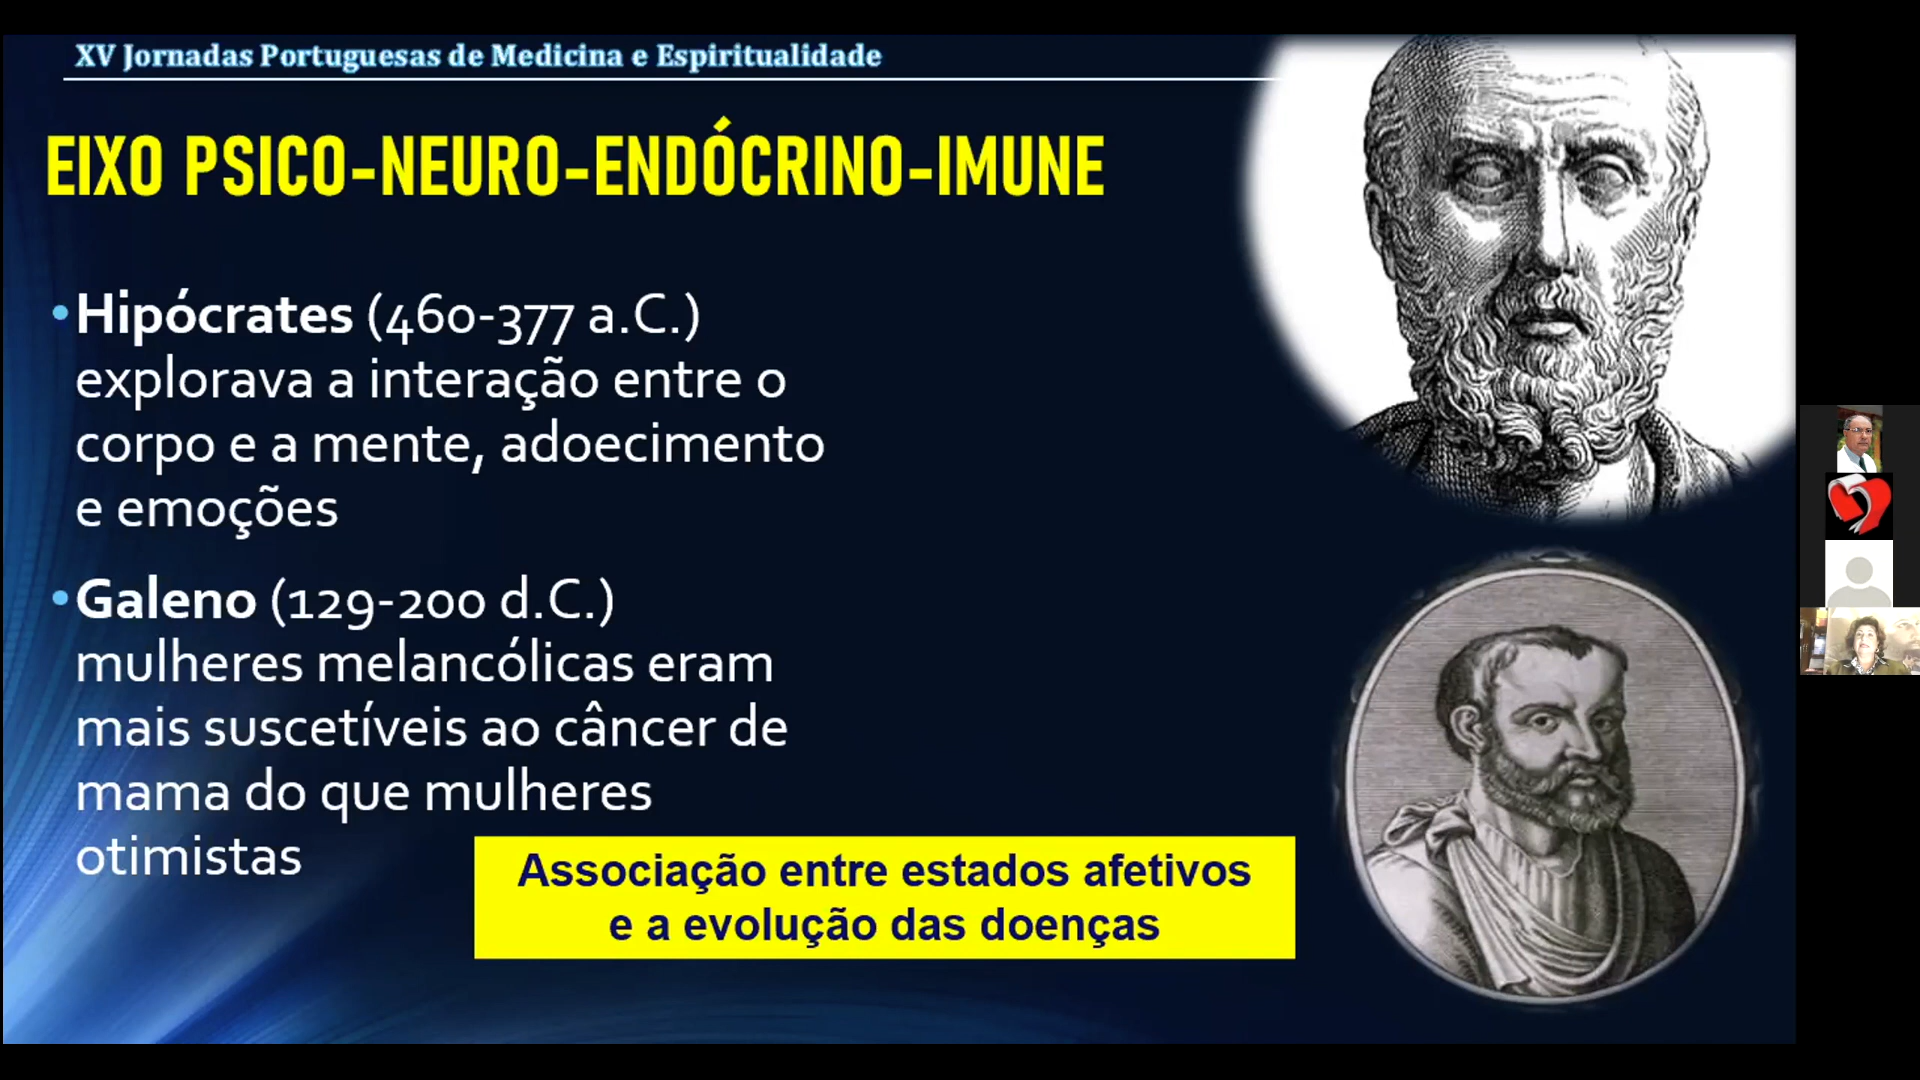 XV Jornadas Portuguesas de Medicina e Espiritualidade
EIXO PSICO-NEURO-ENDÓCRINO-IMUNE
•Hipócrates (460-377 a.C.)
explorava a interação entre o
corpo e a mente, adoecimento
e emoções
•Galeno (129-200 d.C.)
mulheres melancólicas eram
mais suscetíveis ao câncer de
mama do que mulheres
otimistas
Associação entre estados afetivos
e a evolução das doenças